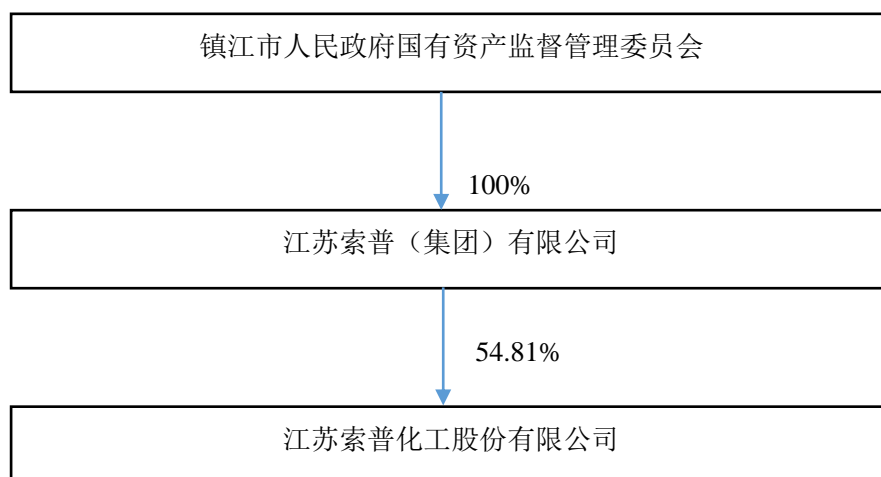 镇江市人民政府国有资产监督管理委员会
100%
江苏索普（集团）有限公司
54.81%
江苏索普化工股份有限公司